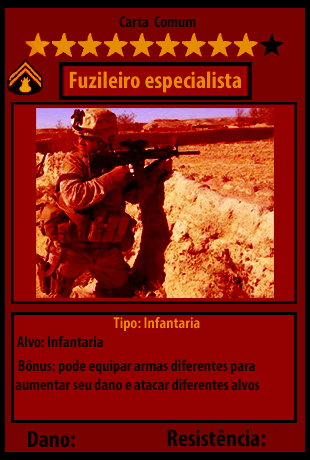 Carta Comum
Fuzileiro especialista
Tipo: Infantaria
Alvo: Infantaria
Bônus: pode equipar armas diferentes para
aumentar seu dano e atacar diferentes alvos
Dano:
Resistência: